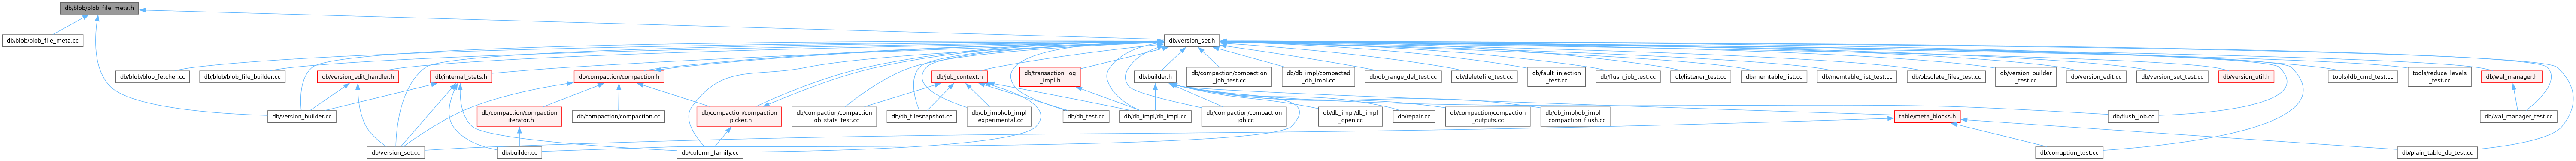 db/blob/blob_file_meta.h
db/blob/blob_file_meta.cc
db/version_set.h
db/blob/blob_fetcher.cc
db/blob/blob_file_builder.cc
db/version_edit_handler.h
db/internal_stats.h
db/compaction/compaction.h
db/job_context.h
db/transaction_log
_impl.h
db/builder.h
db/compaction/compaction
_job_test.cc
db/db_impl/compacted
_db_impl.cc
db/db_range_del_test.cc
db/deletefile_test.cc
db/fault_injection
_test.cc
db/flush_job_test.cc
db/listener_test.cc
db/memtable_list.cc
db/memtable_list_test.cc
db/obsolete_files_test.cc
db/version_builder
_test.cc
db/version_edit.cc
db/version_set_test.cc
db/version_util.h
tools/ldb_cmd_test.cc
tools/reduce_levels
_test.cc
db/wal_manager.h
db/version_builder.cc
db/compaction/compaction
_iterator.h
db/compaction/compaction.cc
db/compaction/compaction
_picker.h
db/compaction/compaction
_job_stats_test.cc
db/db_filesnapshot.cc
db/db_impl/db_impl
_experimental.cc
db/db_test.cc
db/db_impl/db_impl.cc
db/compaction/compaction
_job.cc
db/db_impl/db_impl
_open.cc
db/repair.cc
db/compaction/compaction
_outputs.cc
db/db_impl/db_impl
_compaction_flush.cc
table/meta_blocks.h
db/flush_job.cc
db/wal_manager_test.cc
db/version_set.cc
db/builder.cc
db/column_family.cc
db/corruption_test.cc
db/plain_table_db_test.cc